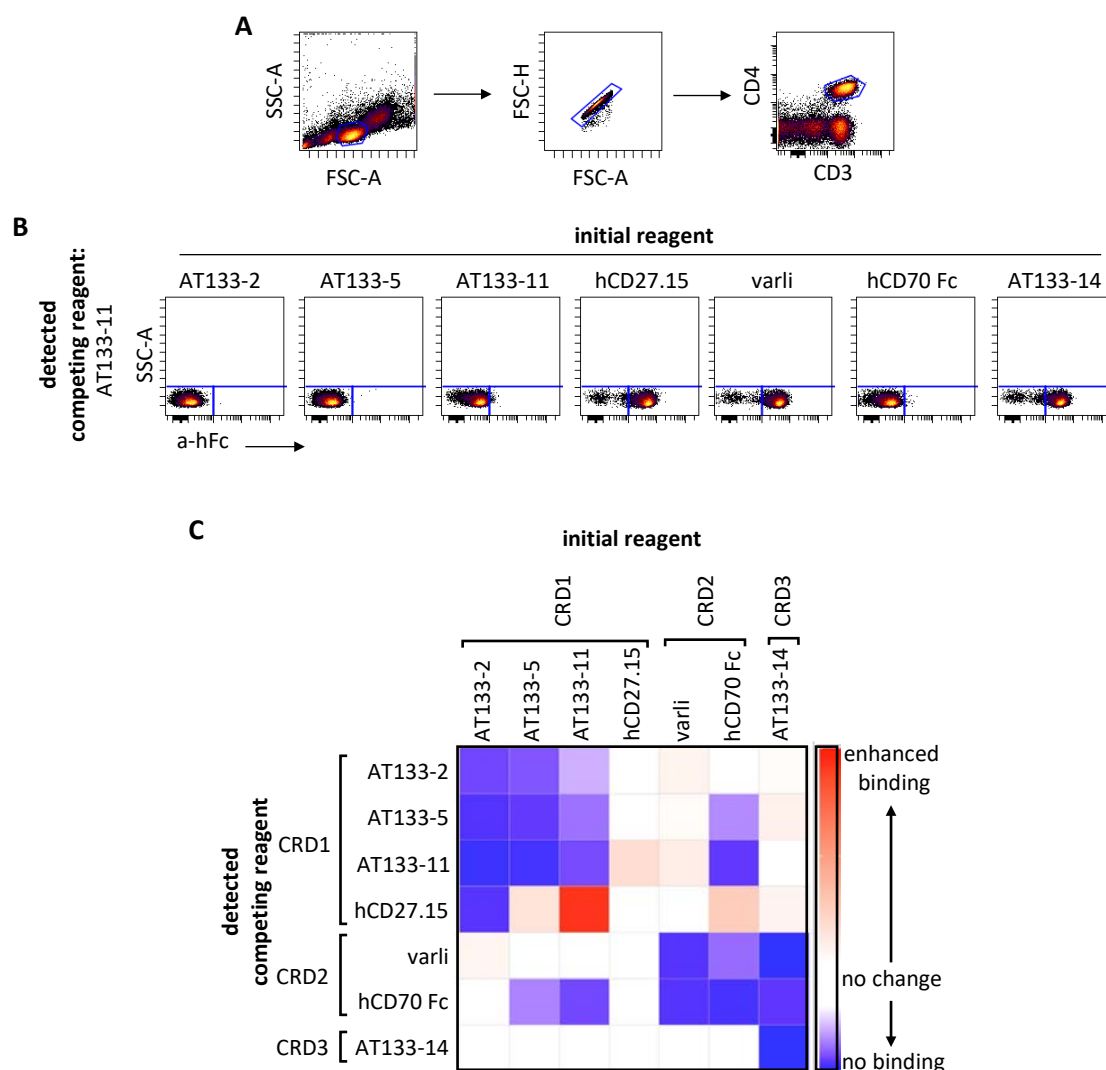 A
SSC-A
FSC-A
FSC-H
FSC-A
CD4
CD3
B
initial reagent
detected
competing reagent:
AT133-11
AT133-2
AT133-5
AT133-11
hCD27.15
varli
hCD70 Fc
AT133-14
SSC-A
a-hFc
C
initial reagent
CRD1
CRD2
CRD3
AT133-2
AT133-5
AT133-11
hCD27.15
varli
hCD70 Fc
AT133-14
detected
competing reagent
CRD1
AT133-2
AT133-5
AT133-11
hCD27.15
CRD2
varli
hCD70 Fc
CRD3
AT133-14
enhanced
binding
no change
no binding